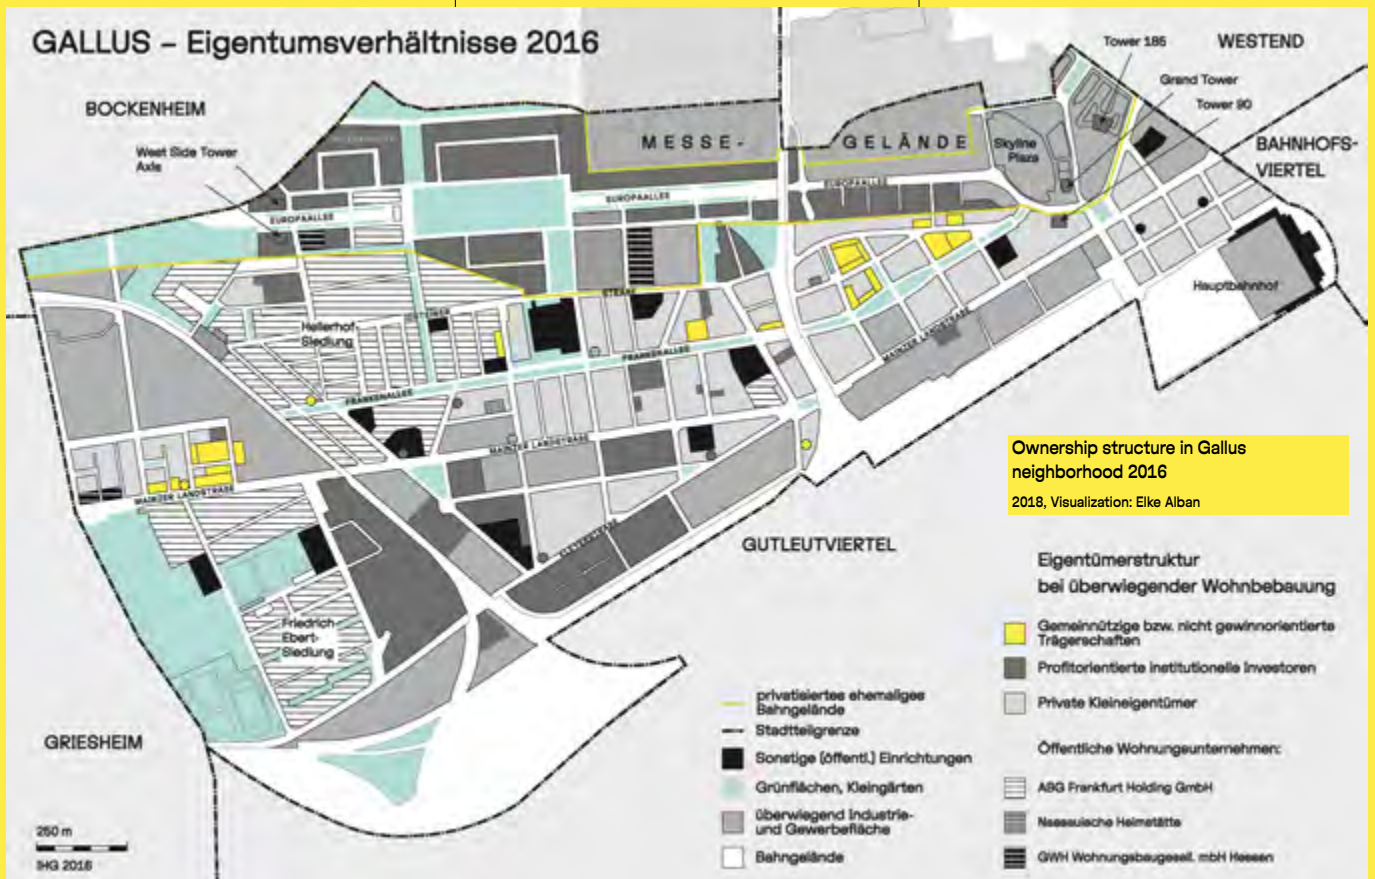 GALLUS – Eigentumsverhältnisse 2016
Tower 185
WESTEND
Grand Tower
BOCKENHEIM
Tower 90
MESSE-
GELÄNDE
Skyline
Plaza
BAHNHOFS-
VIERTEL
West Side Tower
Axis
EUROPAALLEE
EUROPAALLEE
EUROPAALLEE
Hauptbahnhof
Hellerhof
Siedlung
FRANKENALLEE
FRANKENALLEE
MAINZER LANDSTRAßE
MAINZER LANDSTRAßE
MAINZER LANDSTRAßE
KLEYERSTRAßE
Ownership structure in Gallus
neighborhood 2016
2018, Visualization: Elke Alban
GUTLEUTVIERTEL
Friedrich-
Ebert-
Siedlung
GRIESHEIM
Eigentümerstruktur
bei überwiegender Wohnbebauung
Gemeinnützige bzw. nicht gewinnorientierte
Trägerschaften
Profitorientierte institutionelle Investoren
Private Kleineigentümer
Öffentliche Wohnungsunternehmen:
ABG Frankfurt Holding GmbH
Nassauische Heimstätte
GWH Wohnungsbaugesell. mbH Hessen
privatisiertes ehemaliges
Bahngelände
Stadtteilgrenze
Sonstige (öffentl.) Einrichtungen
Grünflächen, Kleingärten
überwiegend Industrie-
und Gewerbefläche
Bahngelände
250 m
IHG 2016